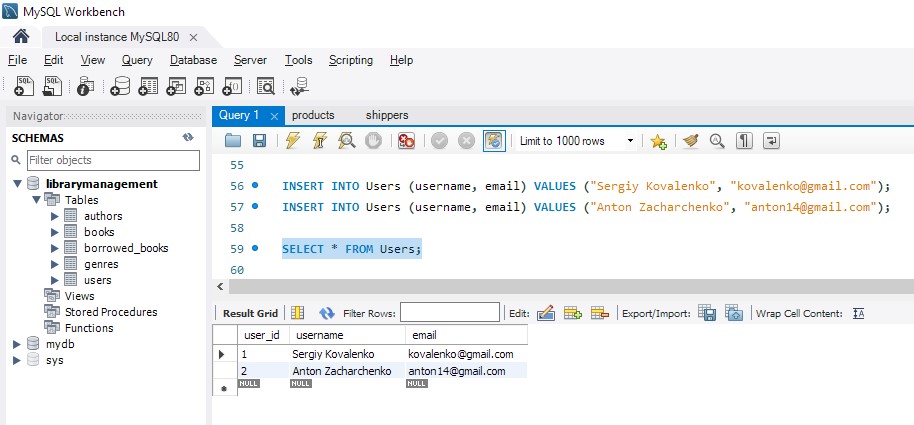 MySQL Workbench
Local instance MySQL80
File Edit View Query Database Server Tools Scripting Help
Navigator
SCHEMAS
Filter objects
librarymanagement
Tables
authors
books
borrowed_books
genres
users
Views
Stored Procedures
Functions
mydb
sys
Query 1 products shippers
Limit to 1000 rows
55
56 INSERT INTO Users (username, email) VALUES ("Sergiy Kovalenko", "kovalenko@gmail.com");
57 INSERT INTO Users (username, email) VALUES ("Anton Zacharchenko", "anton14@gmail.com");
58
59 SELECT * FROM Users;
60
Result Grid Filter Rows: Edit: Export/Import: Wrap Cell Content: IA
user_id username email
1 Sergiy Kovalenko kovalenko@gmail.com
2 Anton Zacharchenko anton14@gmail.com
NULL NULL NULL